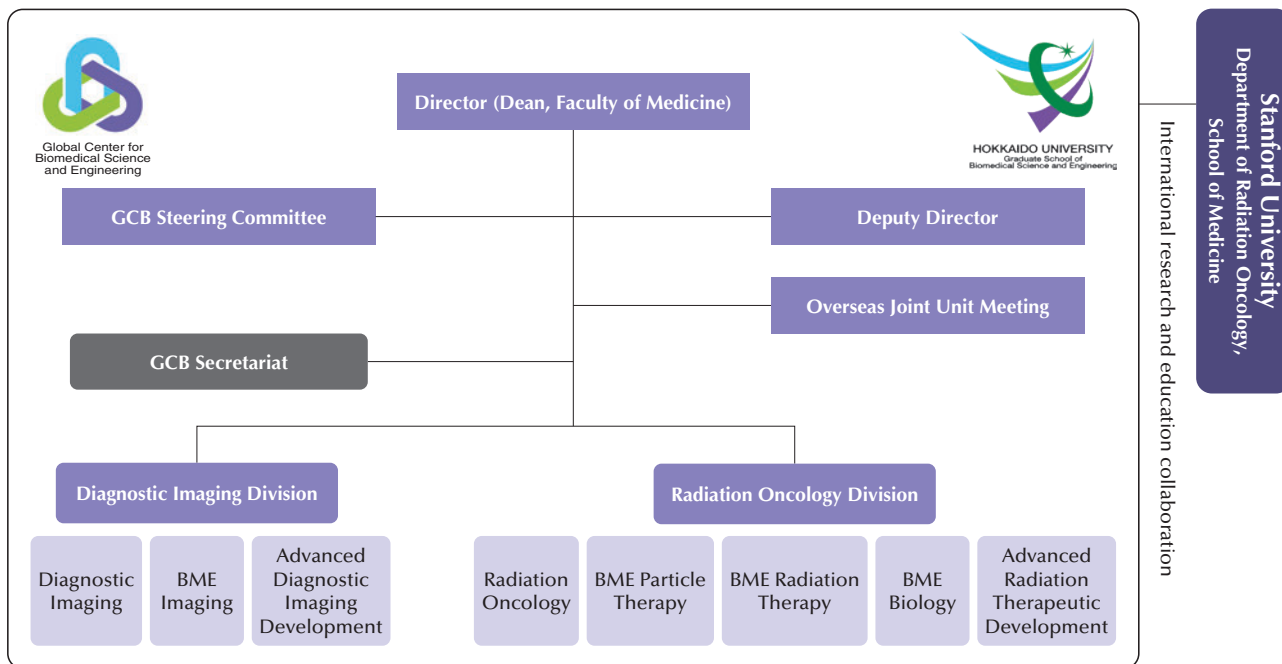 Global Center for
Biomedical Science
and Engineering
Director (Dean, Faculty of Medicine)
HOKKAIDO UNIVERSITY
Graduate School of
Biomedical Science and Engineering
GCB Steering Committee
Deputy Director
Overseas Joint Unit Meeting
GCB Secretariat
Diagnostic Imaging Division
Radiation Oncology Division
Diagnostic
Imaging
BME
Imaging
Advanced
Diagnostic
Imaging
Development
Radiation
Oncology
BME Particle
Therapy
BME Radiation
Therapy
BME
Biology
Advanced
Radiation
Therapeutic
Development
International research and education collaboration
Stanford University
Department of Radiation Oncology,
School of Medicine